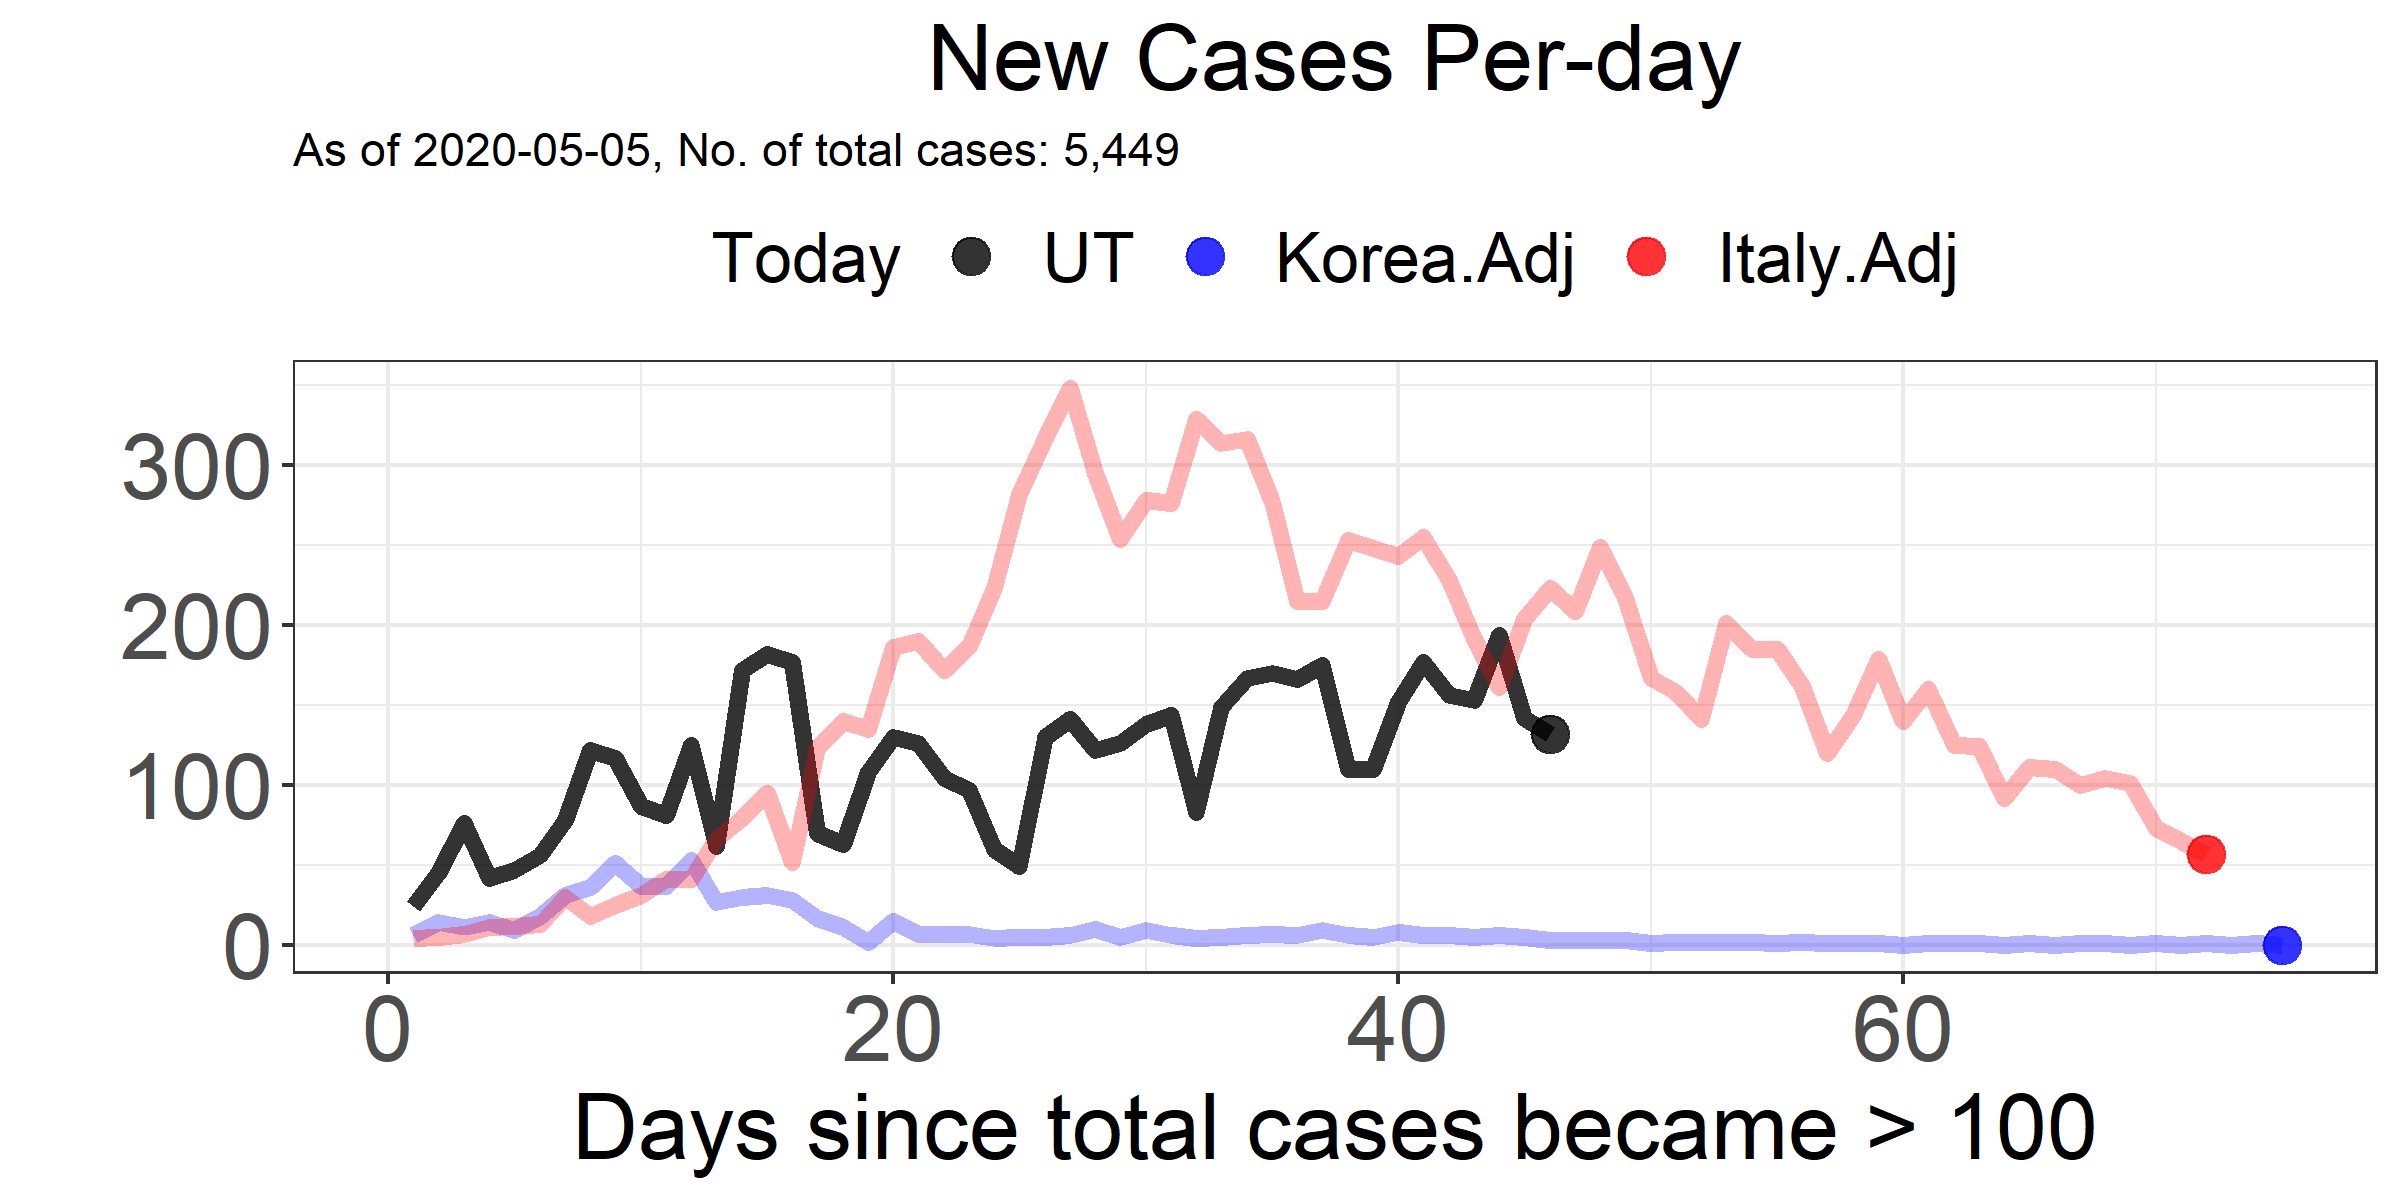 New Cases Per-day
As of 2020-05-05, No. of total cases: 5,449
Today UT Korea.Adj Italy.Adj
300
200
100
0
0 20 40 60
Days since total cases became > 100